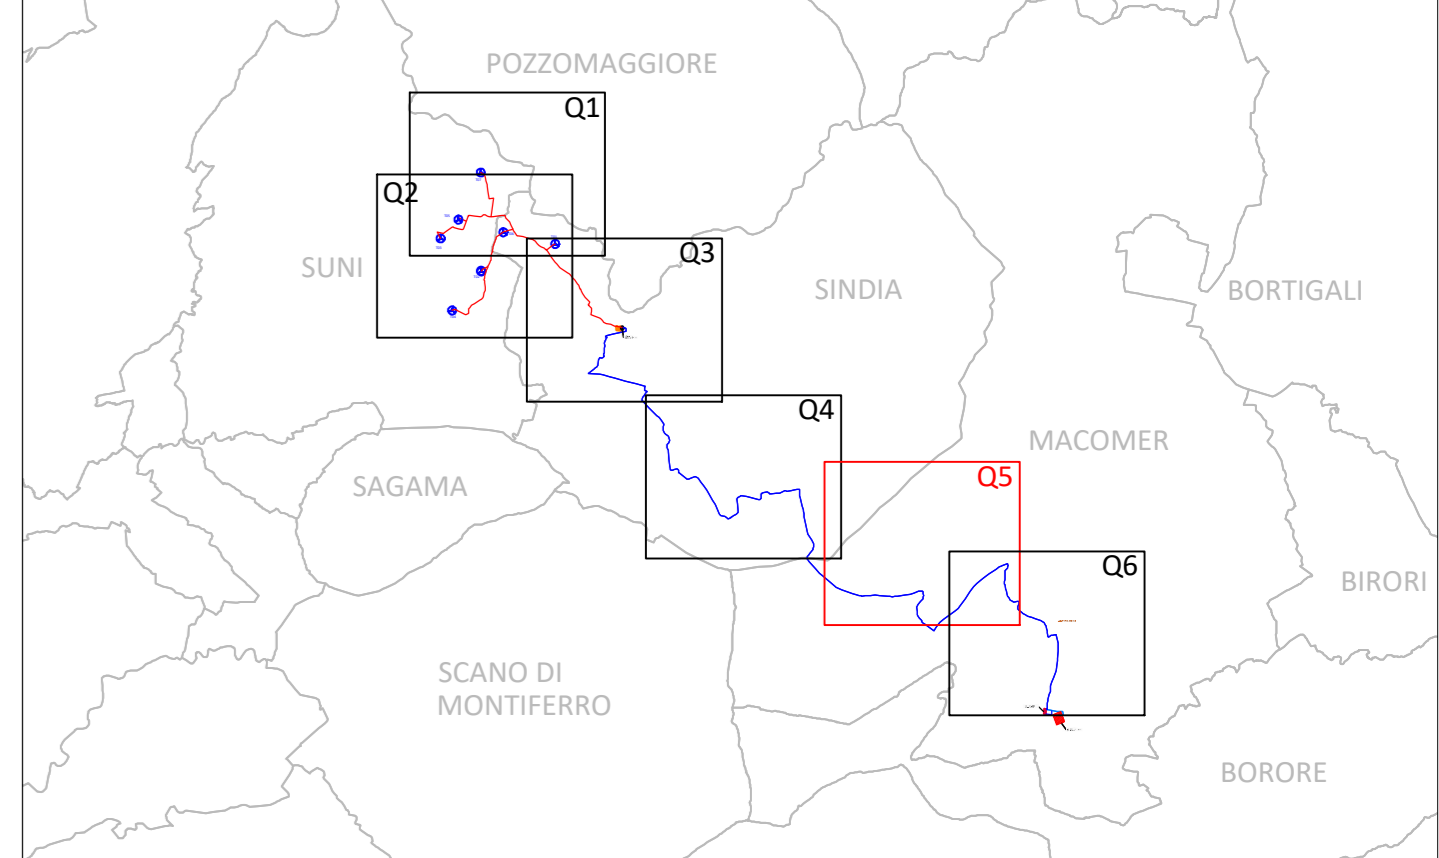 POZZOMAGGIORE
Q1
Q2
Q3
SUNI
SINDIA
BORTIGALI
Q4
MACOMER
Q5
SAGAMA
Q6
BIRORI
SCANO DI
MONTIFERRO
BORORE